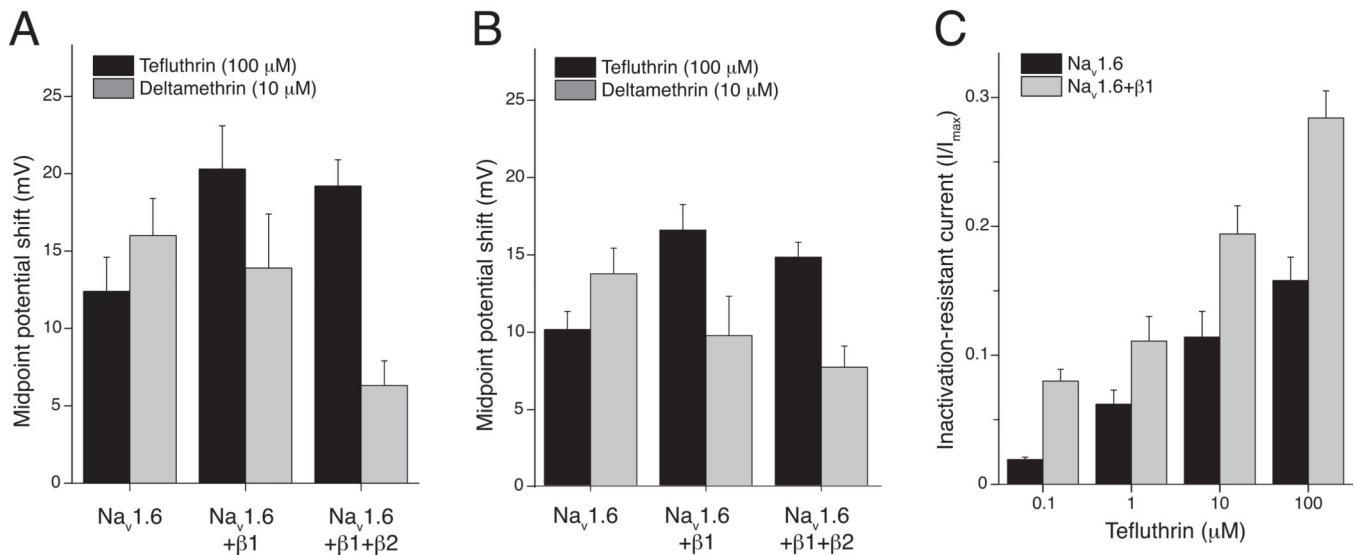 A
Tefluthrin (100 μM)
Deltamethrin (10 μM)
Midpoint potential shift (mV)
25
20
15
10
5
0
Naᵥ1.6
Naᵥ1.6
+β1
Naᵥ1.6
+β1+β2
B
Tefluthrin (100 μM)
Deltamethrin (10 μM)
Midpoint potential shift (mV)
25
20
15
10
5
0
Naᵥ1.6
Naᵥ1.6
+β1
Naᵥ1.6
+β1+β2
C
Naᵥ1.6
Naᵥ1.6+β1
Inactivation-resistant current (I/Iₘₐₓ)
0.3
0.2
0.1
0
0.1
1
10
100
Tefluthrin (μM)